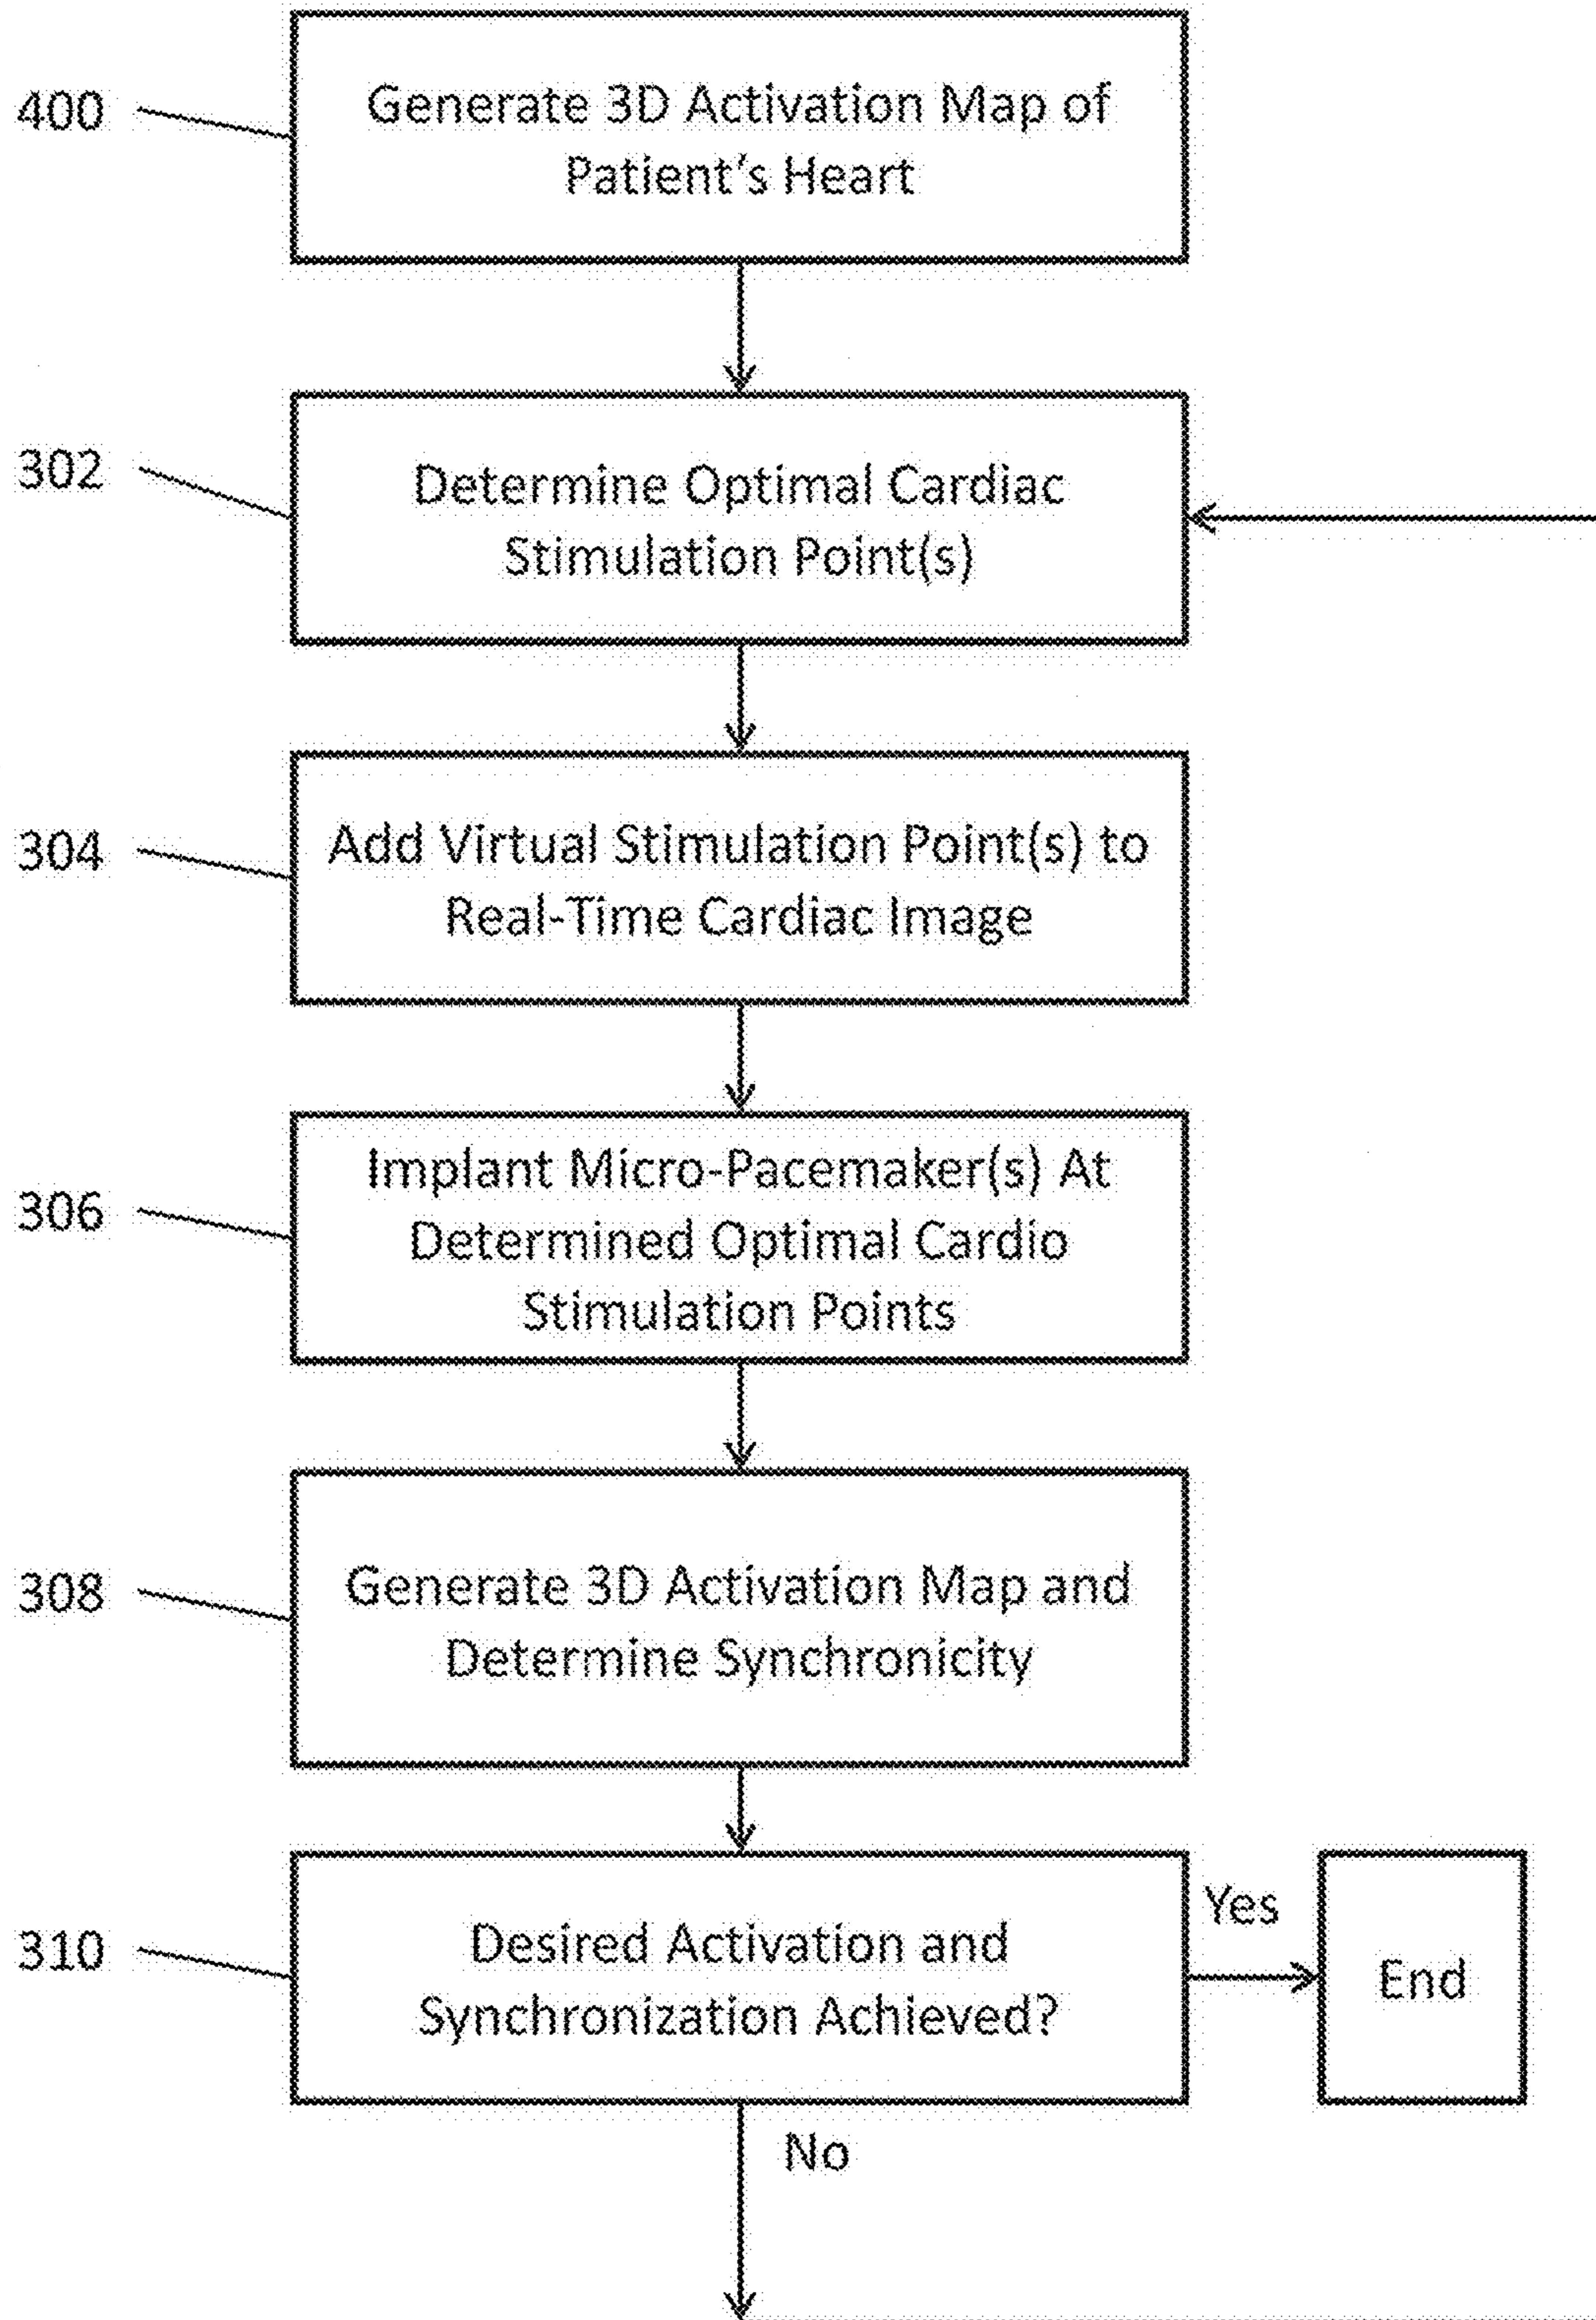 400
Generate 3D Activation Map of
Patient's Heart
302
Determine Optimal Cardiac
Stimulation Point(s)
304
Add Virtual Stimulation Point(s) to
Real-Time Cardiac Image
306
Implant Micro-Pacemaker(s) At
Determined Optimal Cardio
Stimulation Points
308
Generate 3D Activation Map and
Determine Synchronicity
310
Desired Activation and
Synchronization Achieved?
Yes
End
No